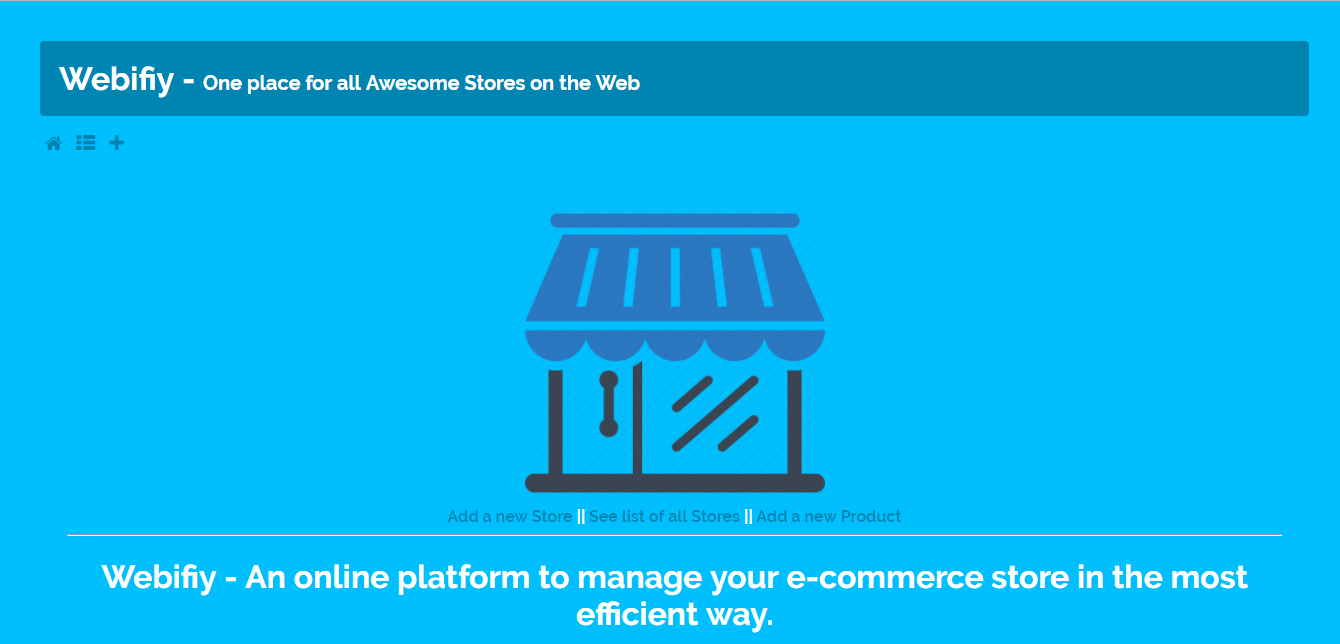 Webifiy - One place for all Awesome Stores on the Web
Add a new Store || See list of all Stores || Add a new Product
Webifiy - An online platform to manage your e-commerce store in the most
efficient way.